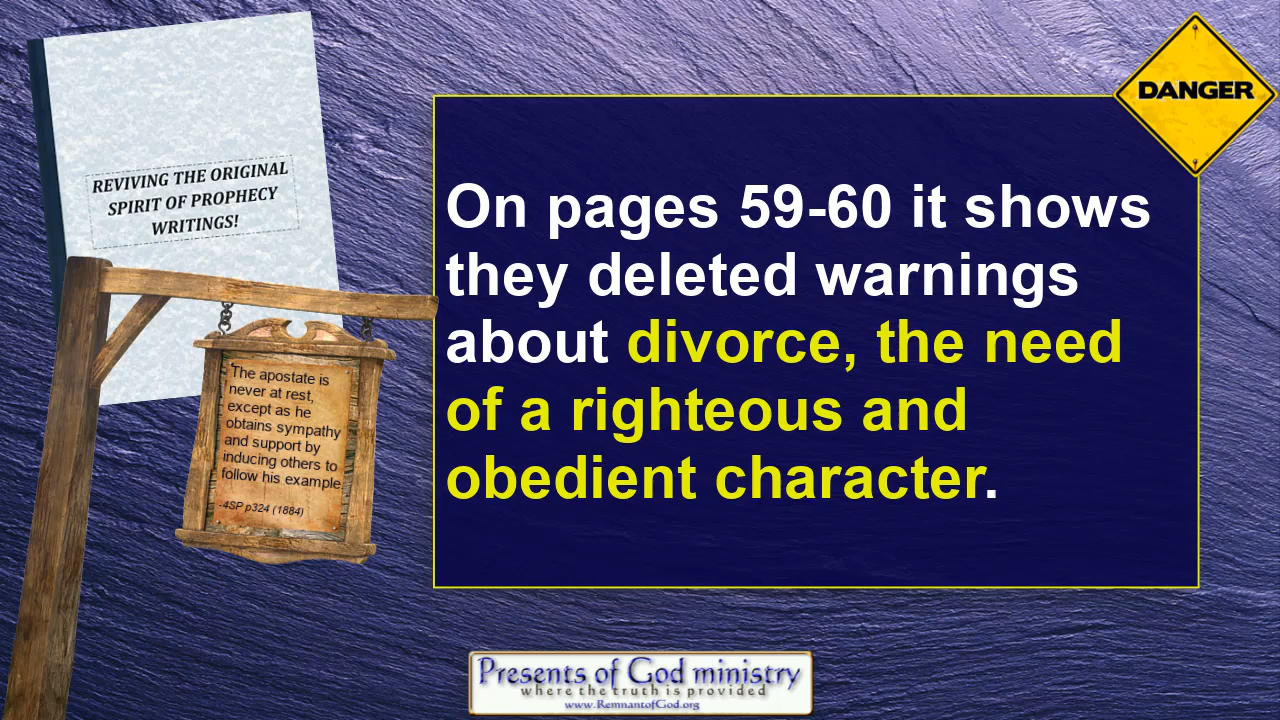 REVIVING THE ORIGINAL
SPIRIT OF PROPHECY
WRITINGS!
The apostate is
never at rest,
except as he
obtains sympathy
and support by
inducing others to
follow his example.
-4SP p324 (1884)
DANGER
On pages 59-60 it shows
they deleted warnings
about divorce, the need
of a righteous and
obedient character.
Presents of God ministry
where the truth is provided
www.RemnantofGod.org